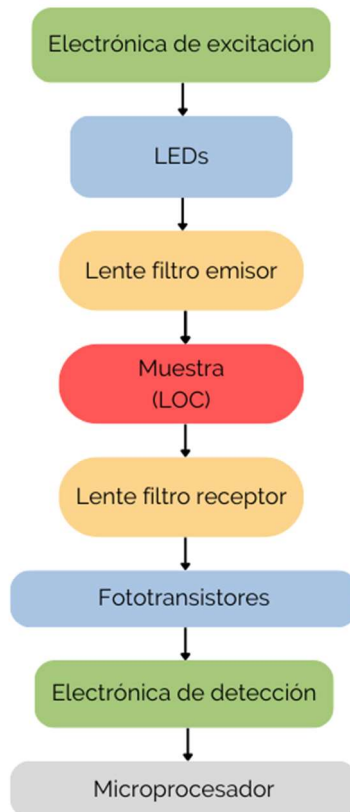 Electrónica de excitación
LEDs
Lente filtro emisor
Muestra
(LOC)
Lente filtro receptor
Fototransistores
Electrónica de detección
Microprocesador